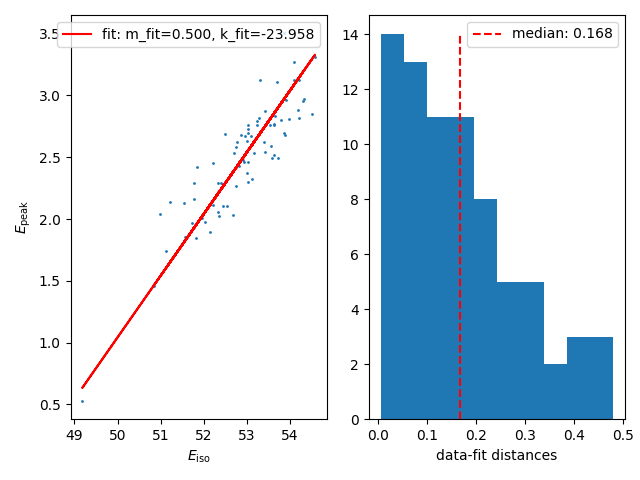 fit: m_fit=0.500, k_fit=-23.958
3.5
3.0
2.5
2.0
1.5
1.0
0.5
E_peak
49 50 51 52 53 54
E_iso
median: 0.168
14
12
10
8
6
4
2
0
0.0 0.1 0.2 0.3 0.4 0.5
data-fit distances